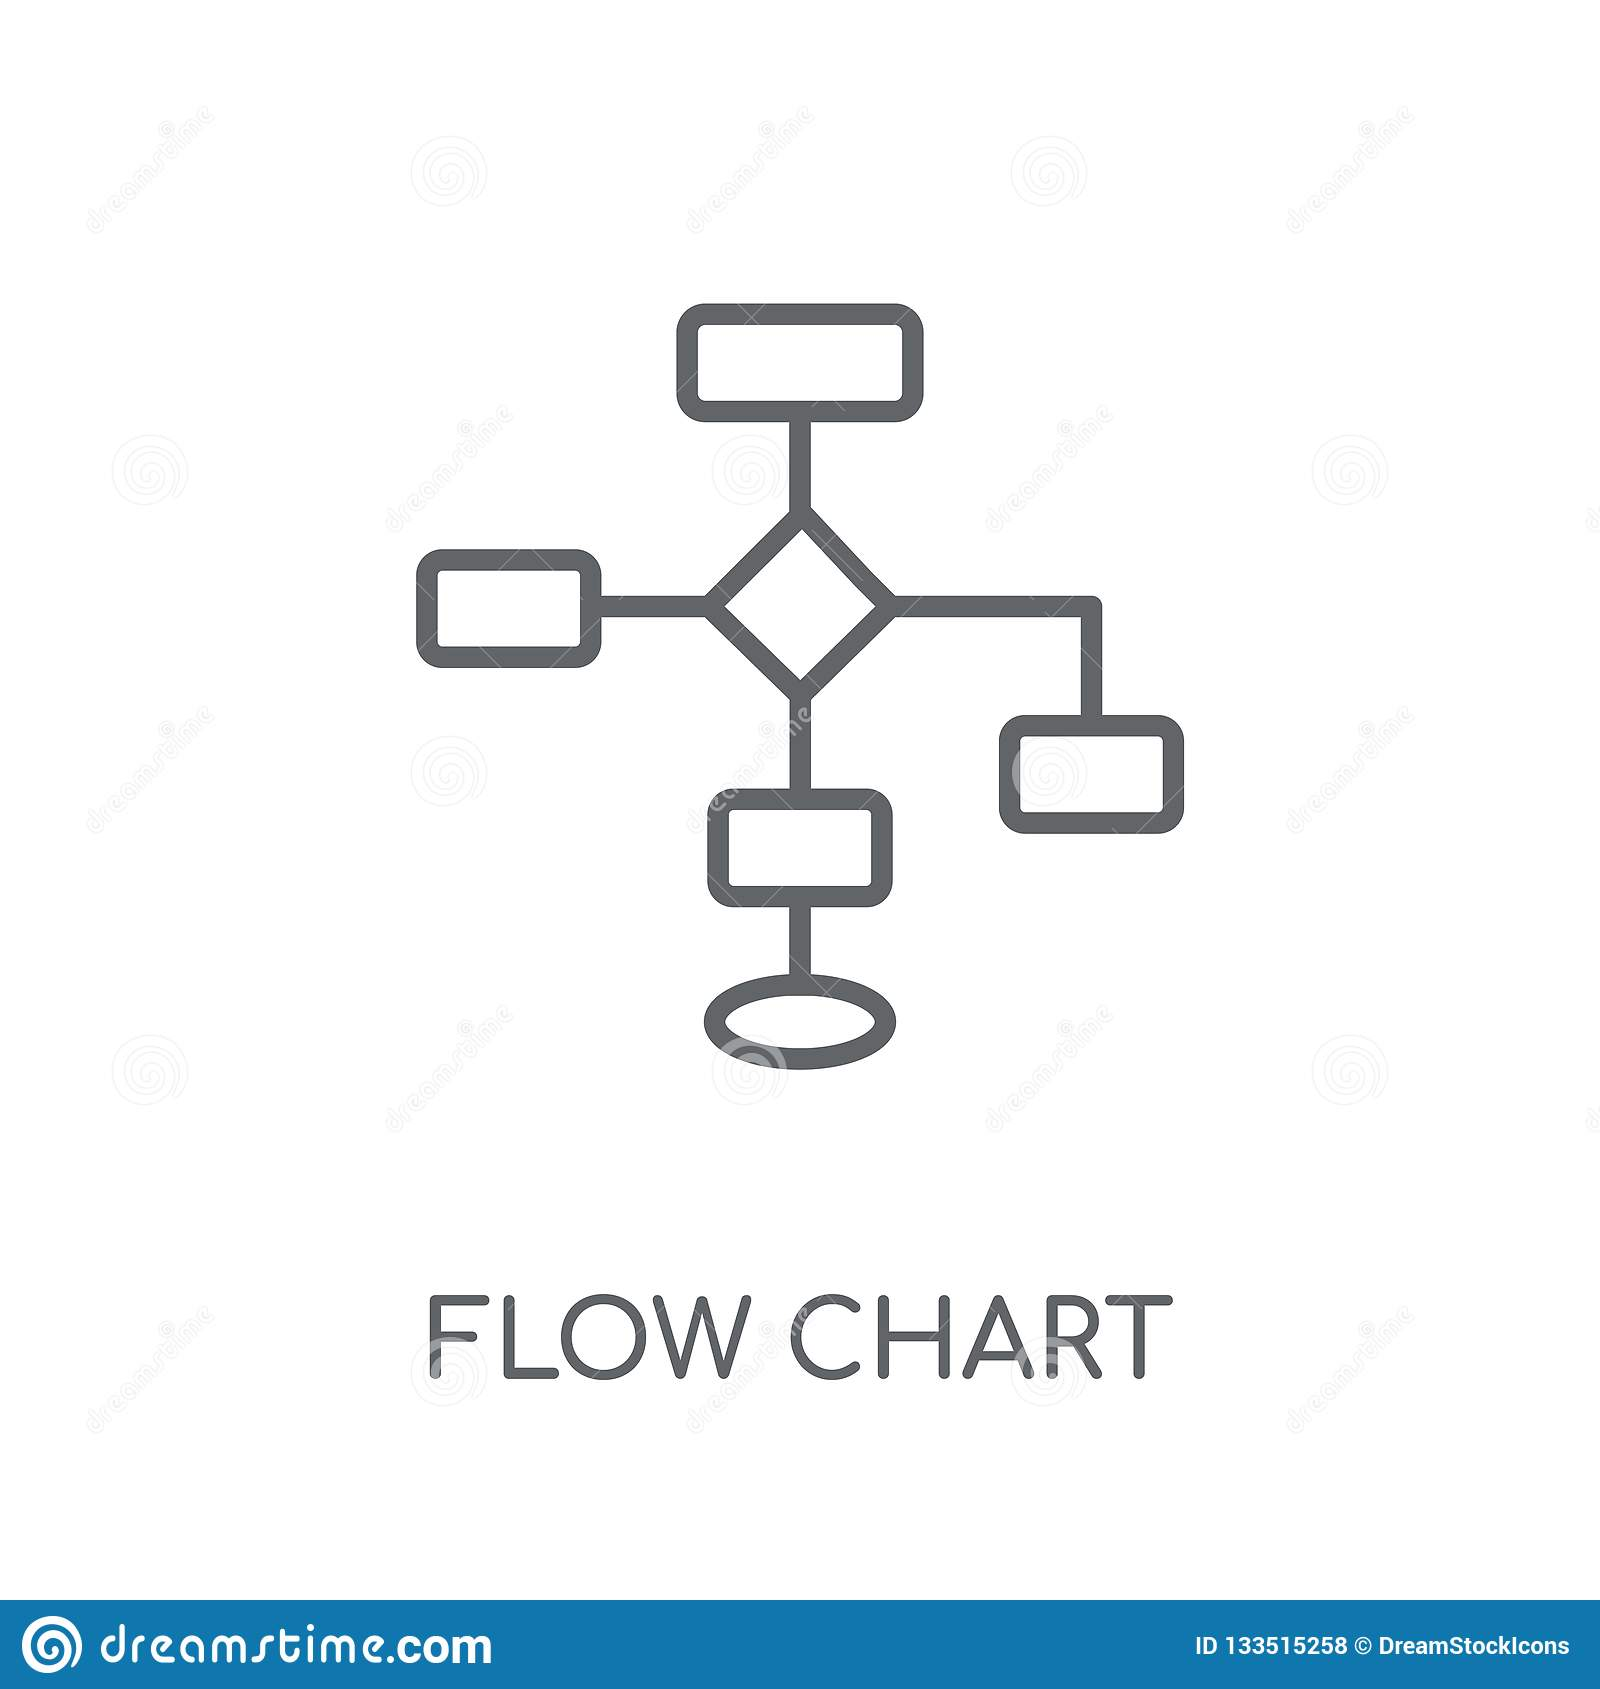 FLOW CHART
dreamstime.com
ID 133515258 © DreamStockIcons